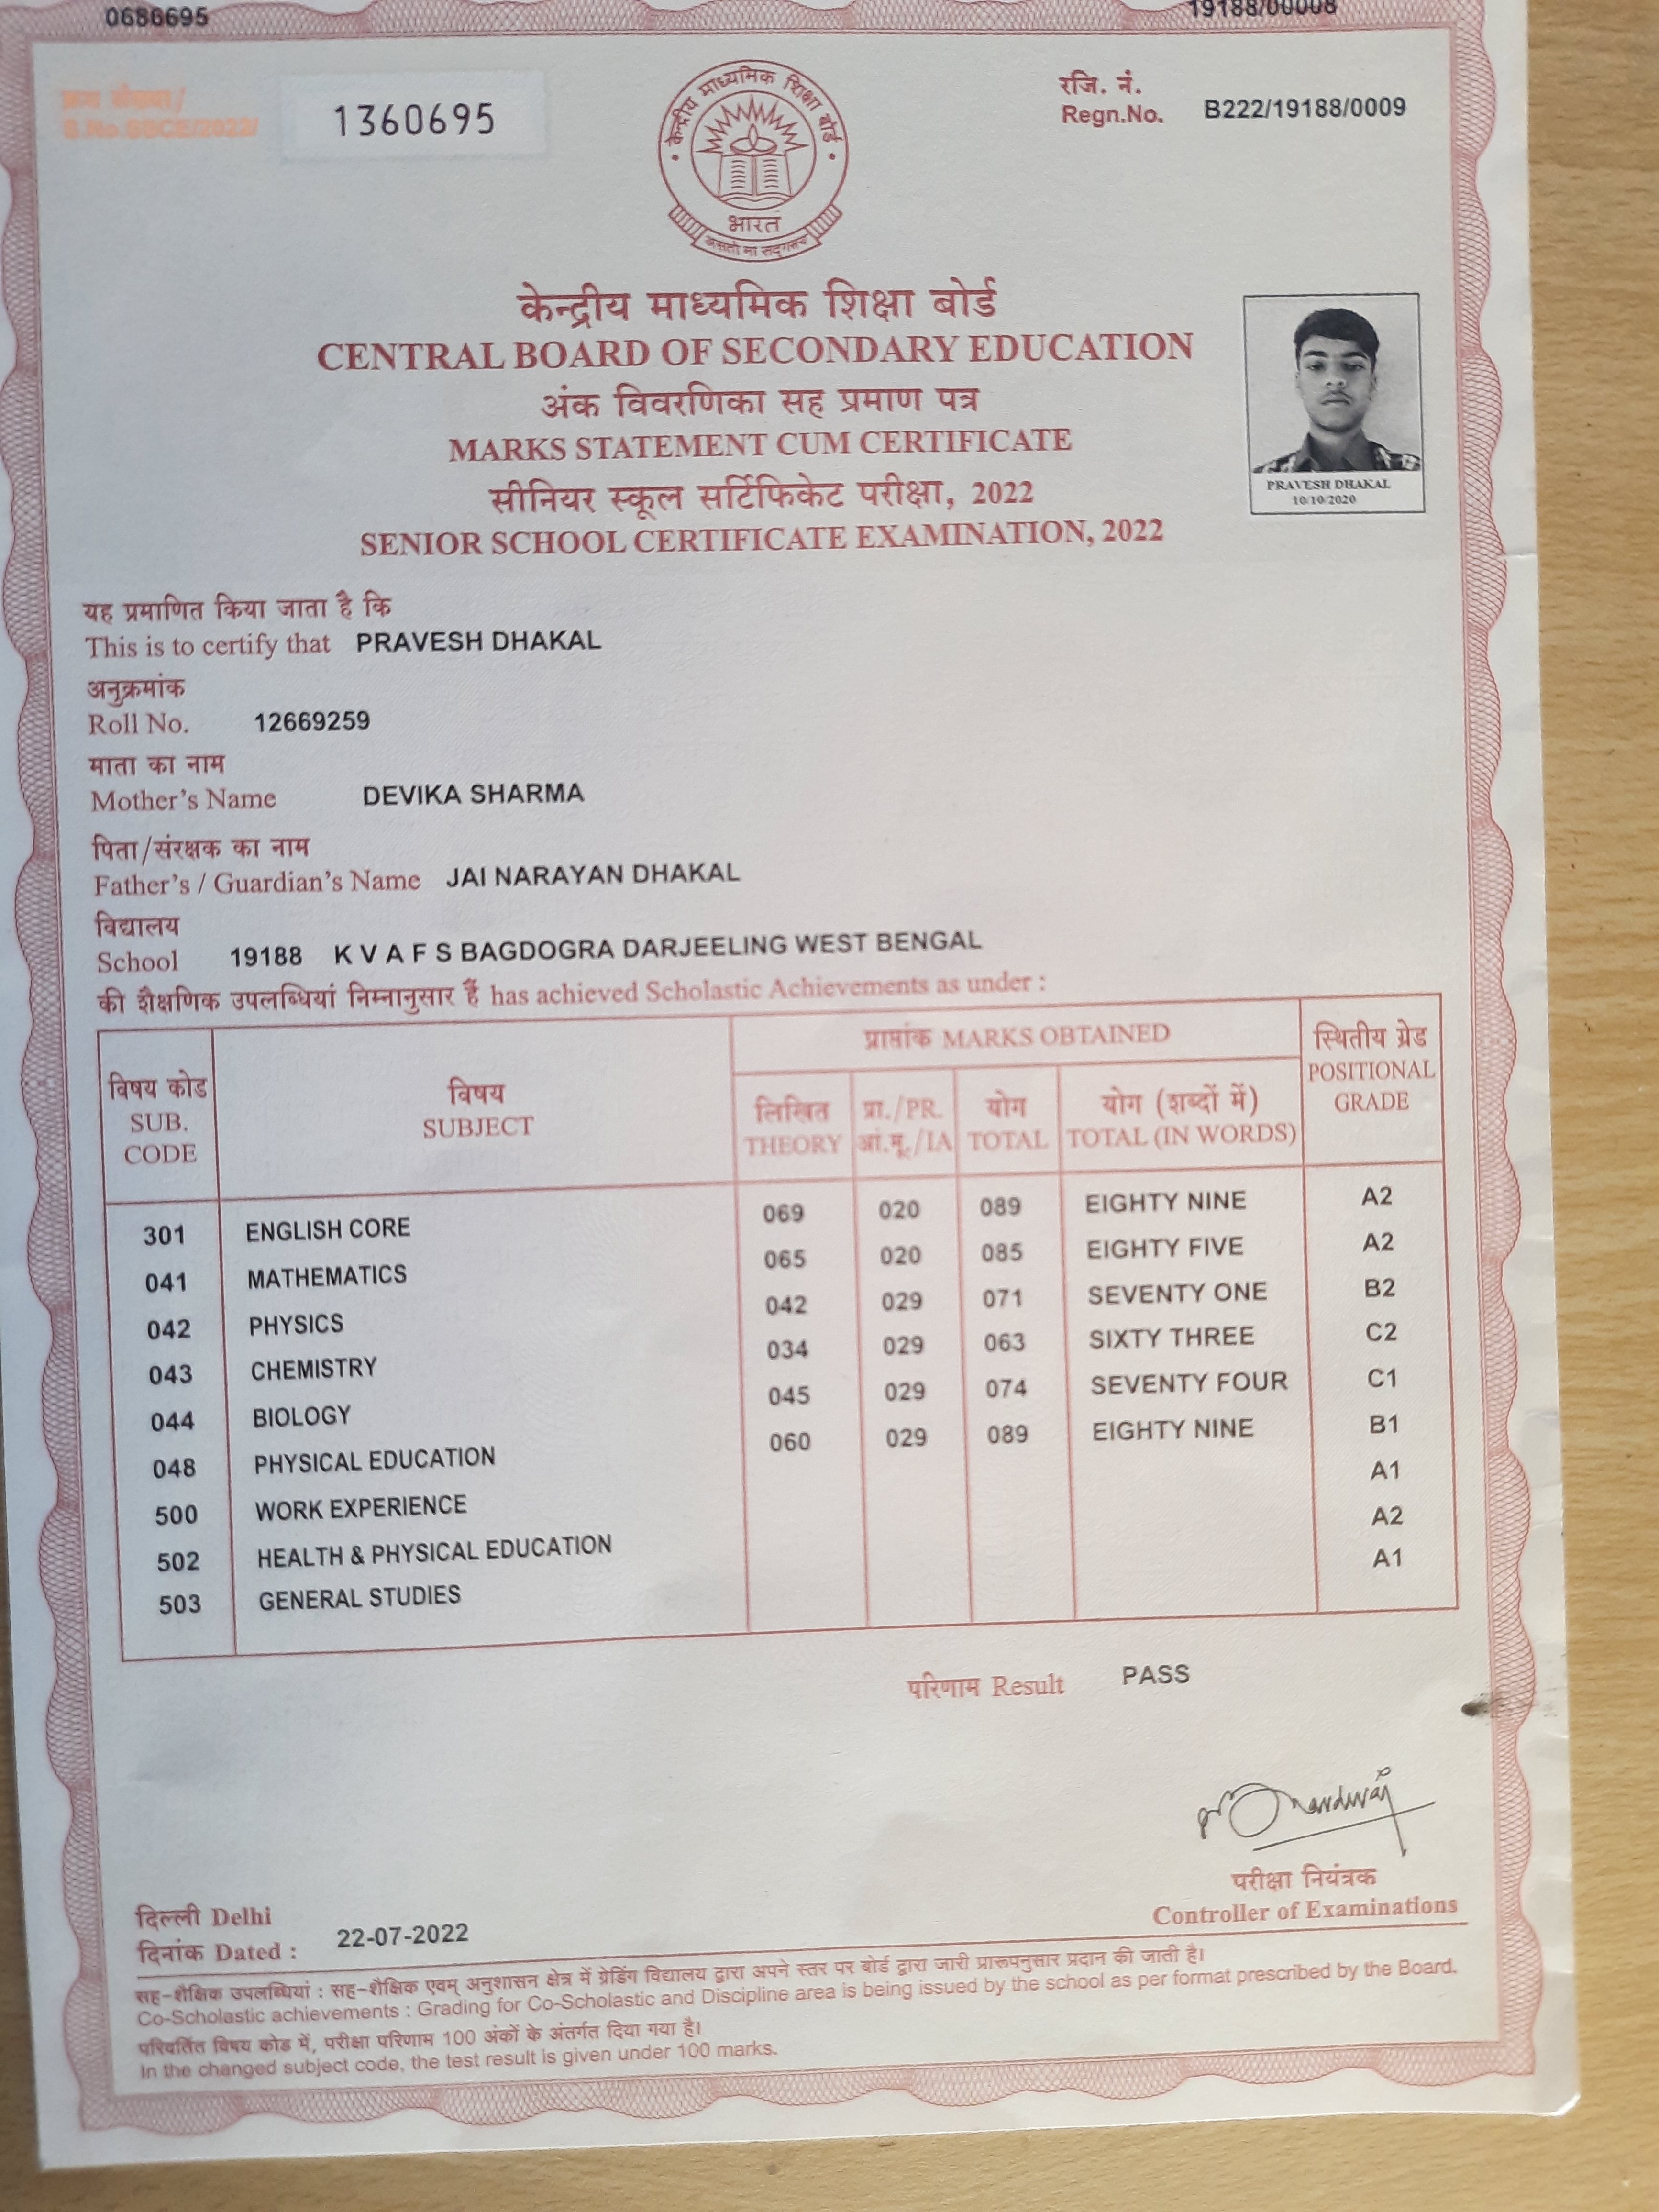 0686695
19188/00008
क्रम संख्या/
S.No.SSCE/2022/
1360695
रजि. नं.
Regn.No. B222/19188/0009
केन्द्रीय माध्यमिक शिक्षा बोर्ड
भारत
असतो मा सद्गमय
केन्द्रीय माध्यमिक शिक्षा बोर्ड
CENTRAL BOARD OF SECONDARY EDUCATION
अंक विवरणिका सह प्रमाण पत्र
MARKS STATEMENT CUM CERTIFICATE
सीनियर स्कूल सर्टिफिकेट परीक्षा, 2022
SENIOR SCHOOL CERTIFICATE EXAMINATION, 2022
PRAVESH DHAKAL
10/10/2020
यह प्रमाणित किया जाता है कि
This is to certify that PRAVESH DHAKAL
अनुक्रमांक
Roll No. 12669259
माता का नाम
Mother's Name DEVIKA SHARMA
पिता/संरक्षक का नाम
Father's / Guardian's Name JAI NARAYAN DHAKAL
विद्यालय
School 19188 K V A F S BAGDOGRA DARJEELING WEST BENGAL
की शैक्षणिक उपलब्धियां निम्नानुसार हैं has achieved Scholastic Achievements as under :
विषय कोड
SUB.
CODE
विषय
SUBJECT
प्राप्तांक MARKS OBTAINED
लिखित
THEORY
प्रा./PR.
आं.मू./IA
योग
TOTAL
योग (शब्दों में)
TOTAL (IN WORDS)
स्थितीय ग्रेड
POSITIONAL
GRADE
301 ENGLISH CORE 069 020 089 EIGHTY NINE A2
041 MATHEMATICS 065 020 085 EIGHTY FIVE A2
042 PHYSICS 042 029 071 SEVENTY ONE B2
043 CHEMISTRY 034 029 063 SIXTY THREE C2
044 BIOLOGY 045 029 074 SEVENTY FOUR C1
048 PHYSICAL EDUCATION 060 029 089 EIGHTY NINE B1
500 WORK EXPERIENCE A1
502 HEALTH & PHYSICAL EDUCATION A2
503 GENERAL STUDIES A1
परिणाम Result PASS
परीक्षा नियंत्रक
Controller of Examinations
दिल्ली Delhi
दिनांक Dated : 22-07-2022
सह-शैक्षिक उपलब्धियां : सह-शैक्षिक एवम् अनुशासन क्षेत्र में ग्रेडिंग विद्यालय द्वारा अपने स्तर पर बोर्ड द्वारा जारी प्रारूपनुसार प्रदान की जाती है।
Co-Scholastic achievements : Grading for Co-Scholastic and Discipline area is being issued by the school as per format prescribed by the Board.
परिवर्तित विषय कोड में, परीक्षा परिणाम 100 अंकों के अंतर्गत दिया गया है।
In the changed subject code, the test result is given under 100 marks.